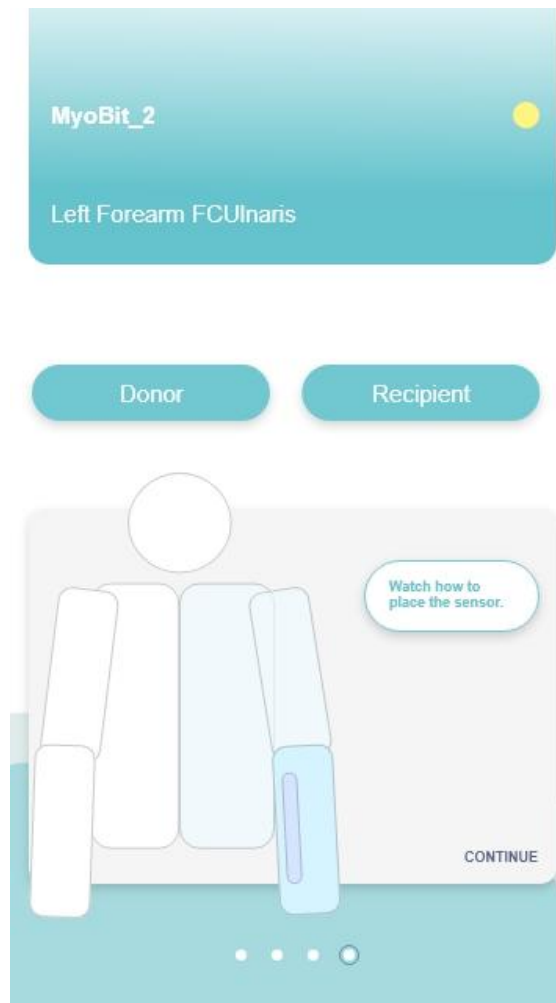 MyoBit_2
Left Forearm FCUlnaris
Donor
Recipient
Watch how to
place the sensor.
CONTINUE